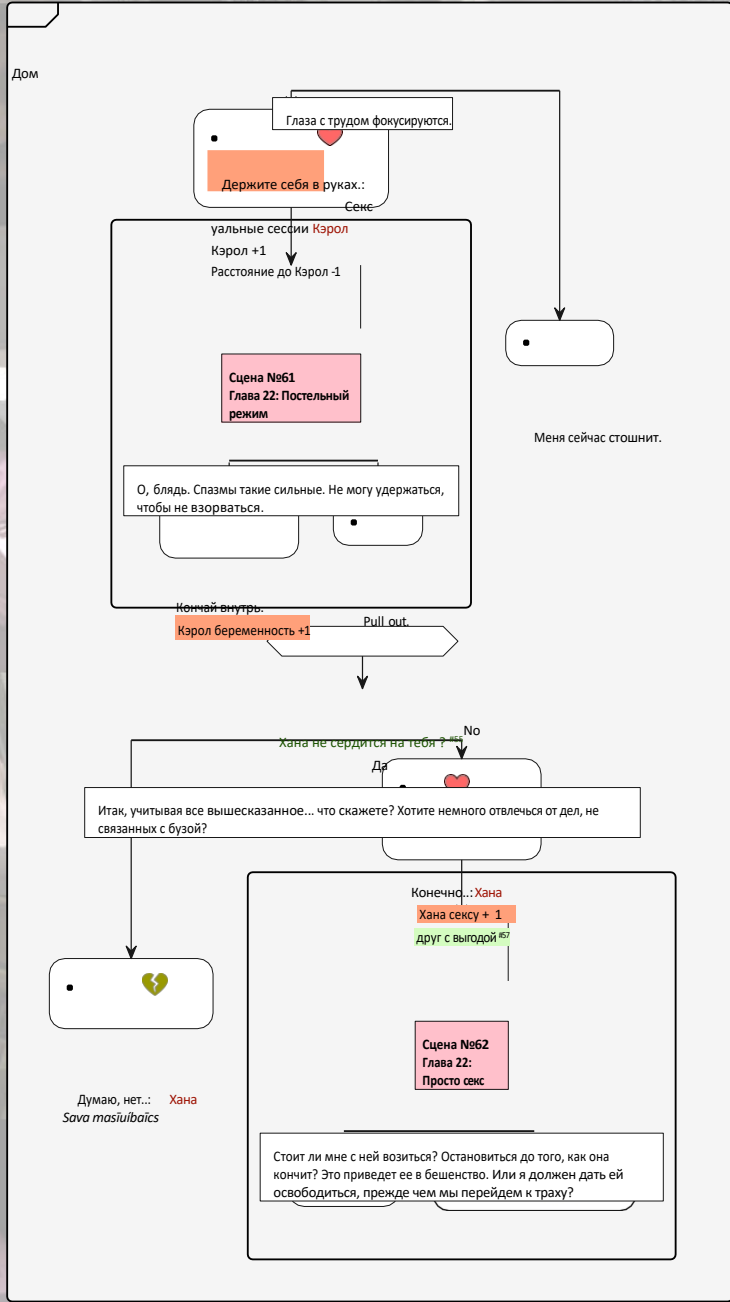 Дом
Глаза с трудом фокусируются.
Держите себя в руках.:
Секс
уальные сессии Кэрол
Кэрол +1
Расстояние до Кэрол -1
Сцена №61
Глава 22: Постельный
режим
Меня сейчас стошнит.
О, блядь. Спазмы такие сильные. Не могу удержаться,
чтобы не взорваться.
Кончай внутрь.
Кэрол беременность +1
Pull out.
Хана не сердится на тебя ? #55
No
Да
Итак, учитывая все вышесказанное... что скажете? Хотите немного отвлечься от дел, не
связанных с бузой?
Конечно..: Хана
Хана сексу + 1
друг с выгодой #57
Сцена №62
Глава 22:
Просто секс
Думаю, нет..: Хана
Sava masïuíbaïcs
Стоит ли мне с ней возиться? Остановиться до того, как она
кончит? Это приведет ее в бешенство. Или я должен дать ей
освободиться, прежде чем мы перейдем к траху?